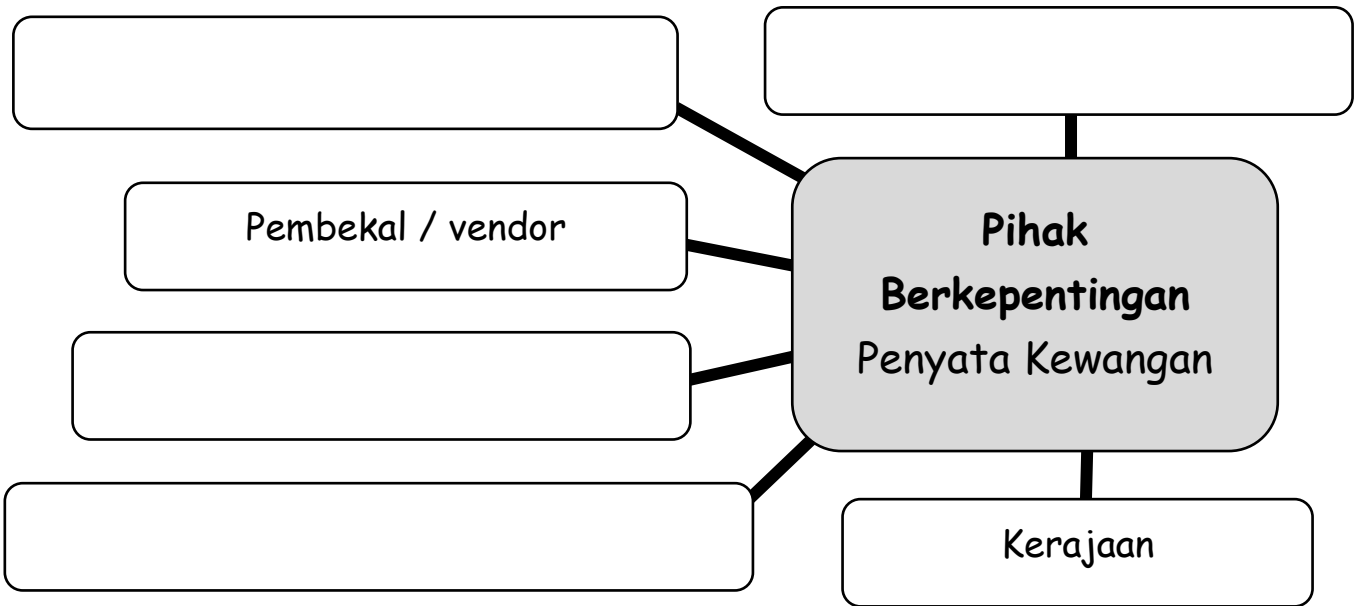 Pembekal / vendor
Pihak
Berkepentingan
Penyata Kewangan
Kerajaan